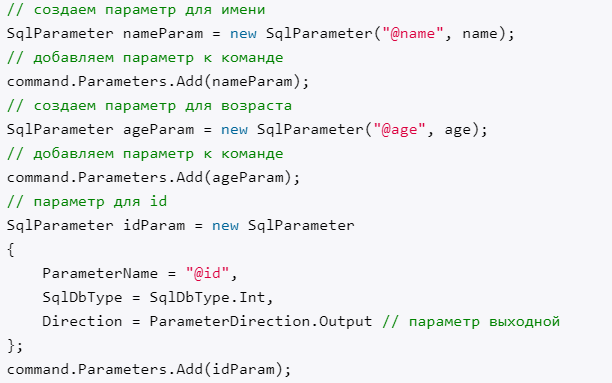 // создаем параметр для имени
SqlParameter nameParam = new SqlParameter("@name", name);
// добавляем параметр к команде
command.Parameters.Add(nameParam);
// создаем параметр для возраста
SqlParameter ageParam = new SqlParameter("@age", age);
// добавляем параметр к команде
command.Parameters.Add(ageParam);
// параметр для id
SqlParameter idParam = new SqlParameter
{
    ParameterName = "@id",
    SqlDbType = SqlDbType.Int,
    Direction = ParameterDirection.Output // параметр выходной
};
command.Parameters.Add(idParam);